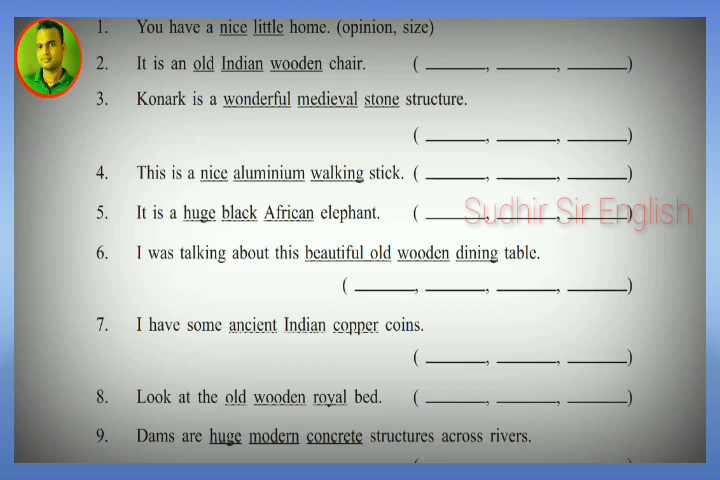 1. You have a nice little home. (opinion, size)
2. It is an old Indian wooden chair. ( ______, ______, ______)
3. Konark is a wonderful medieval stone structure.
( ______, ______, ______)
4. This is a nice aluminium walking stick. ( ______, ______, ______)
5. It is a huge black African elephant. ( ______, ______, ______)
Sudhir Sir English
6. I was talking about this beautiful old wooden dining table.
( ______, ______, ______, ______)
7. I have some ancient Indian copper coins.
( ______, ______, ______)
8. Look at the old wooden royal bed. ( ______, ______, ______)
9. Dams are huge modern concrete structures across rivers.